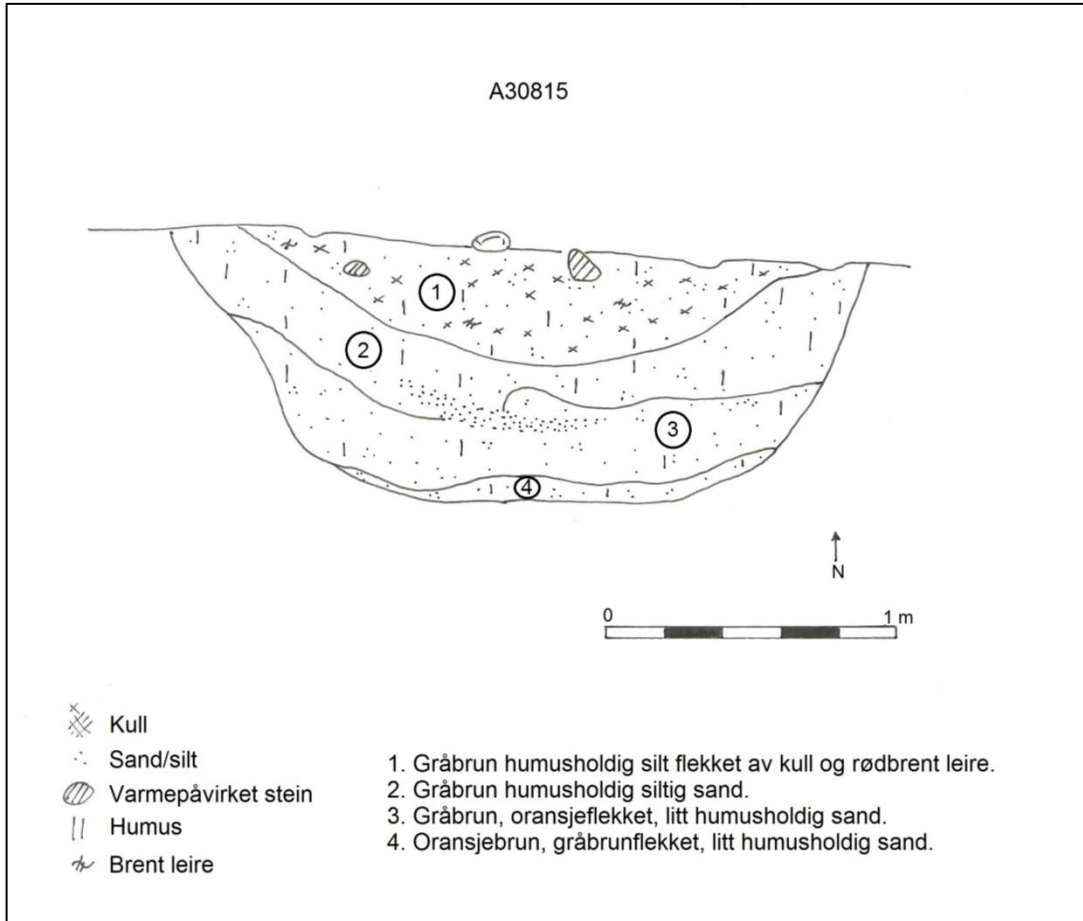 A30815
1
2
3
4
N
0 1 m
Kull
Sand/silt
Varmepåvirket stein
Humus
Brent leire
1. Gråbrun humusholdig silt flekket av kull og rødbrent leire.
2. Gråbrun humusholdig siltig sand.
3. Gråbrun, oransjeflekket, litt humusholdig sand.
4. Oransjebrun, gråbrunflekket, litt humusholdig sand.